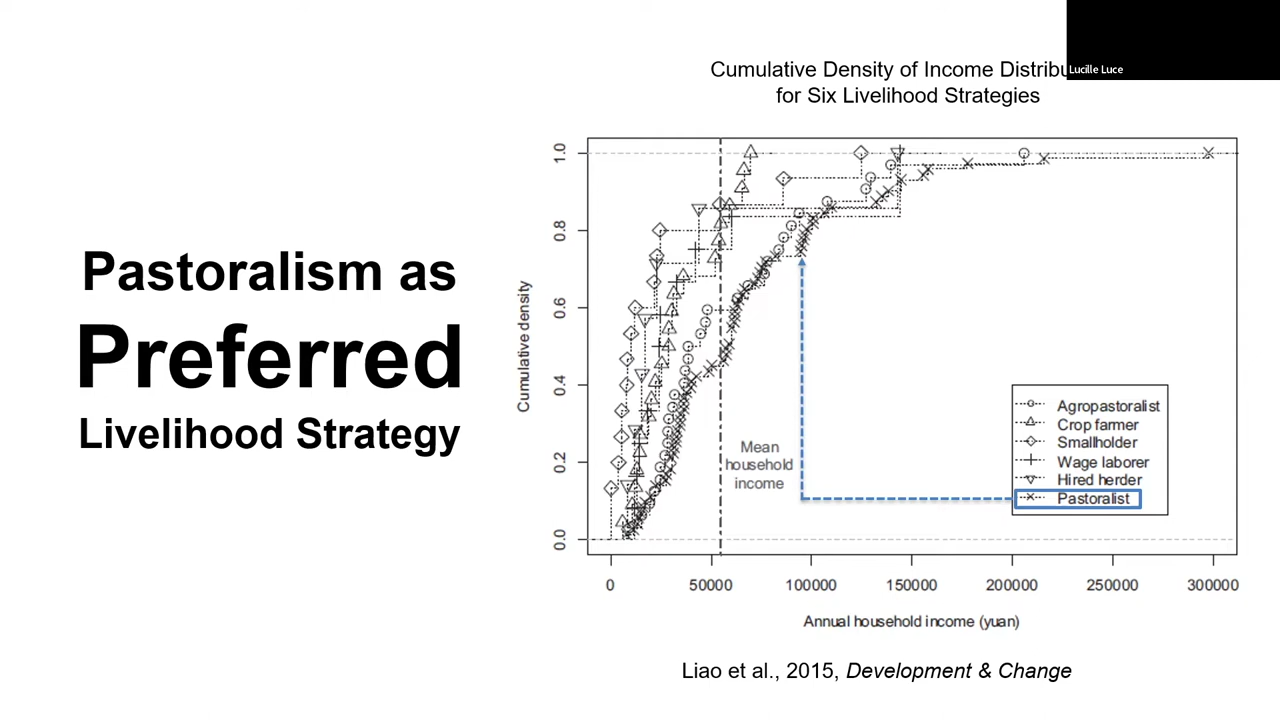 Lucille Luce
Cumulative Density of Income Distribu
for Six Livelihood Strategies
Pastoralism as
Preferred
Livelihood Strategy
Cumulative density
1.0
0.8
0.6
0.4
0.2
0.0
Mean
household
income
Agropastoralist
Crop farmer
Smallholder
Wage laborer
Hired herder
Pastoralist
0 50000 100000 150000 200000 250000 300000
Annual household income (yuan)
Liao et al., 2015, Development & Change